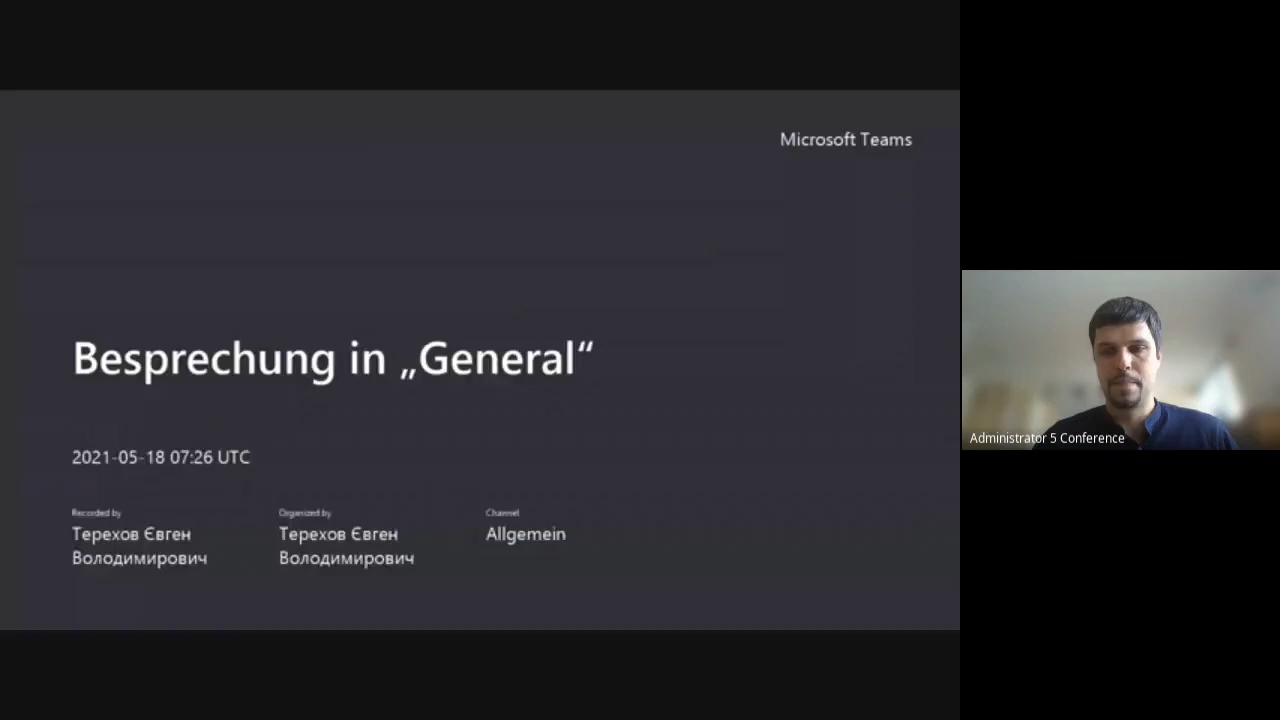 Microsoft Teams
Besprechung in „General“
2021-05-18 07:26 UTC
Recorded by
Терехов Євген
Володимирович
Organized by
Терехов Євген
Володимирович
Channel
Allgemein
Administrator 5 Conference